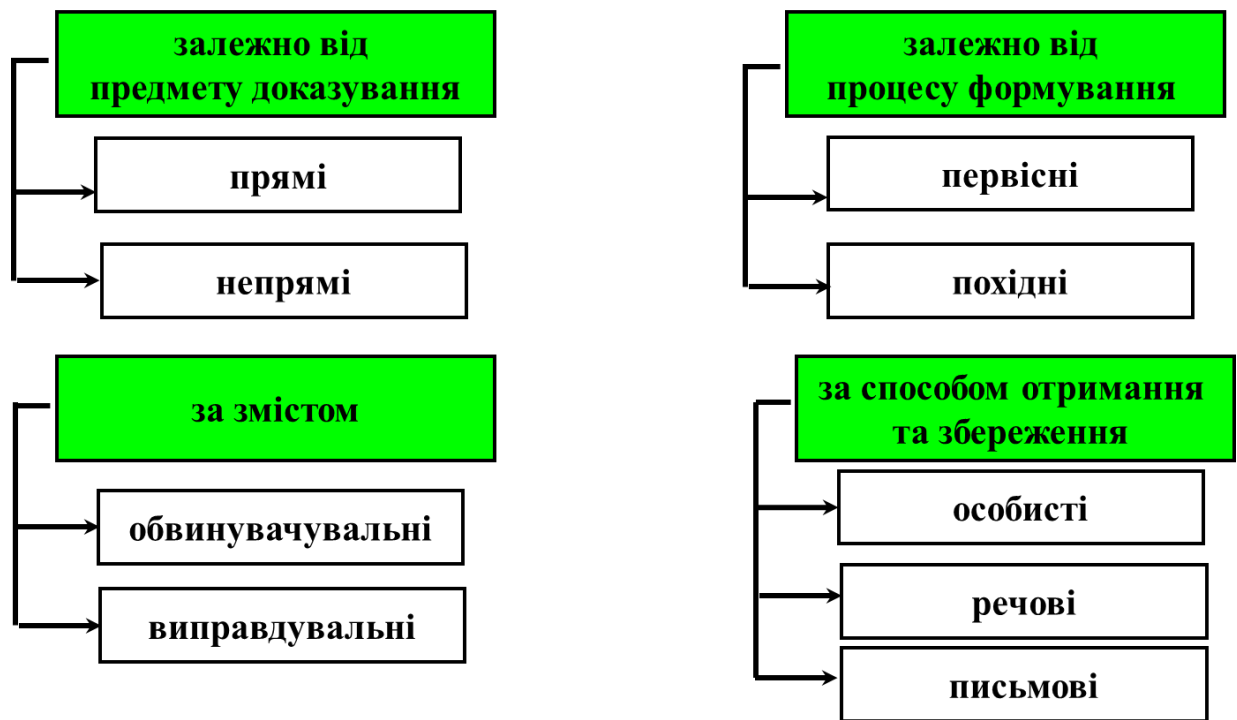 залежно від
предмету доказування
прямі
непрямі
залежно від
процесу формування
первісні
похідні
за змістом
обвинувачувальні
виправдувальні
за способом отримання
та збереження
особисті
речові
письмові